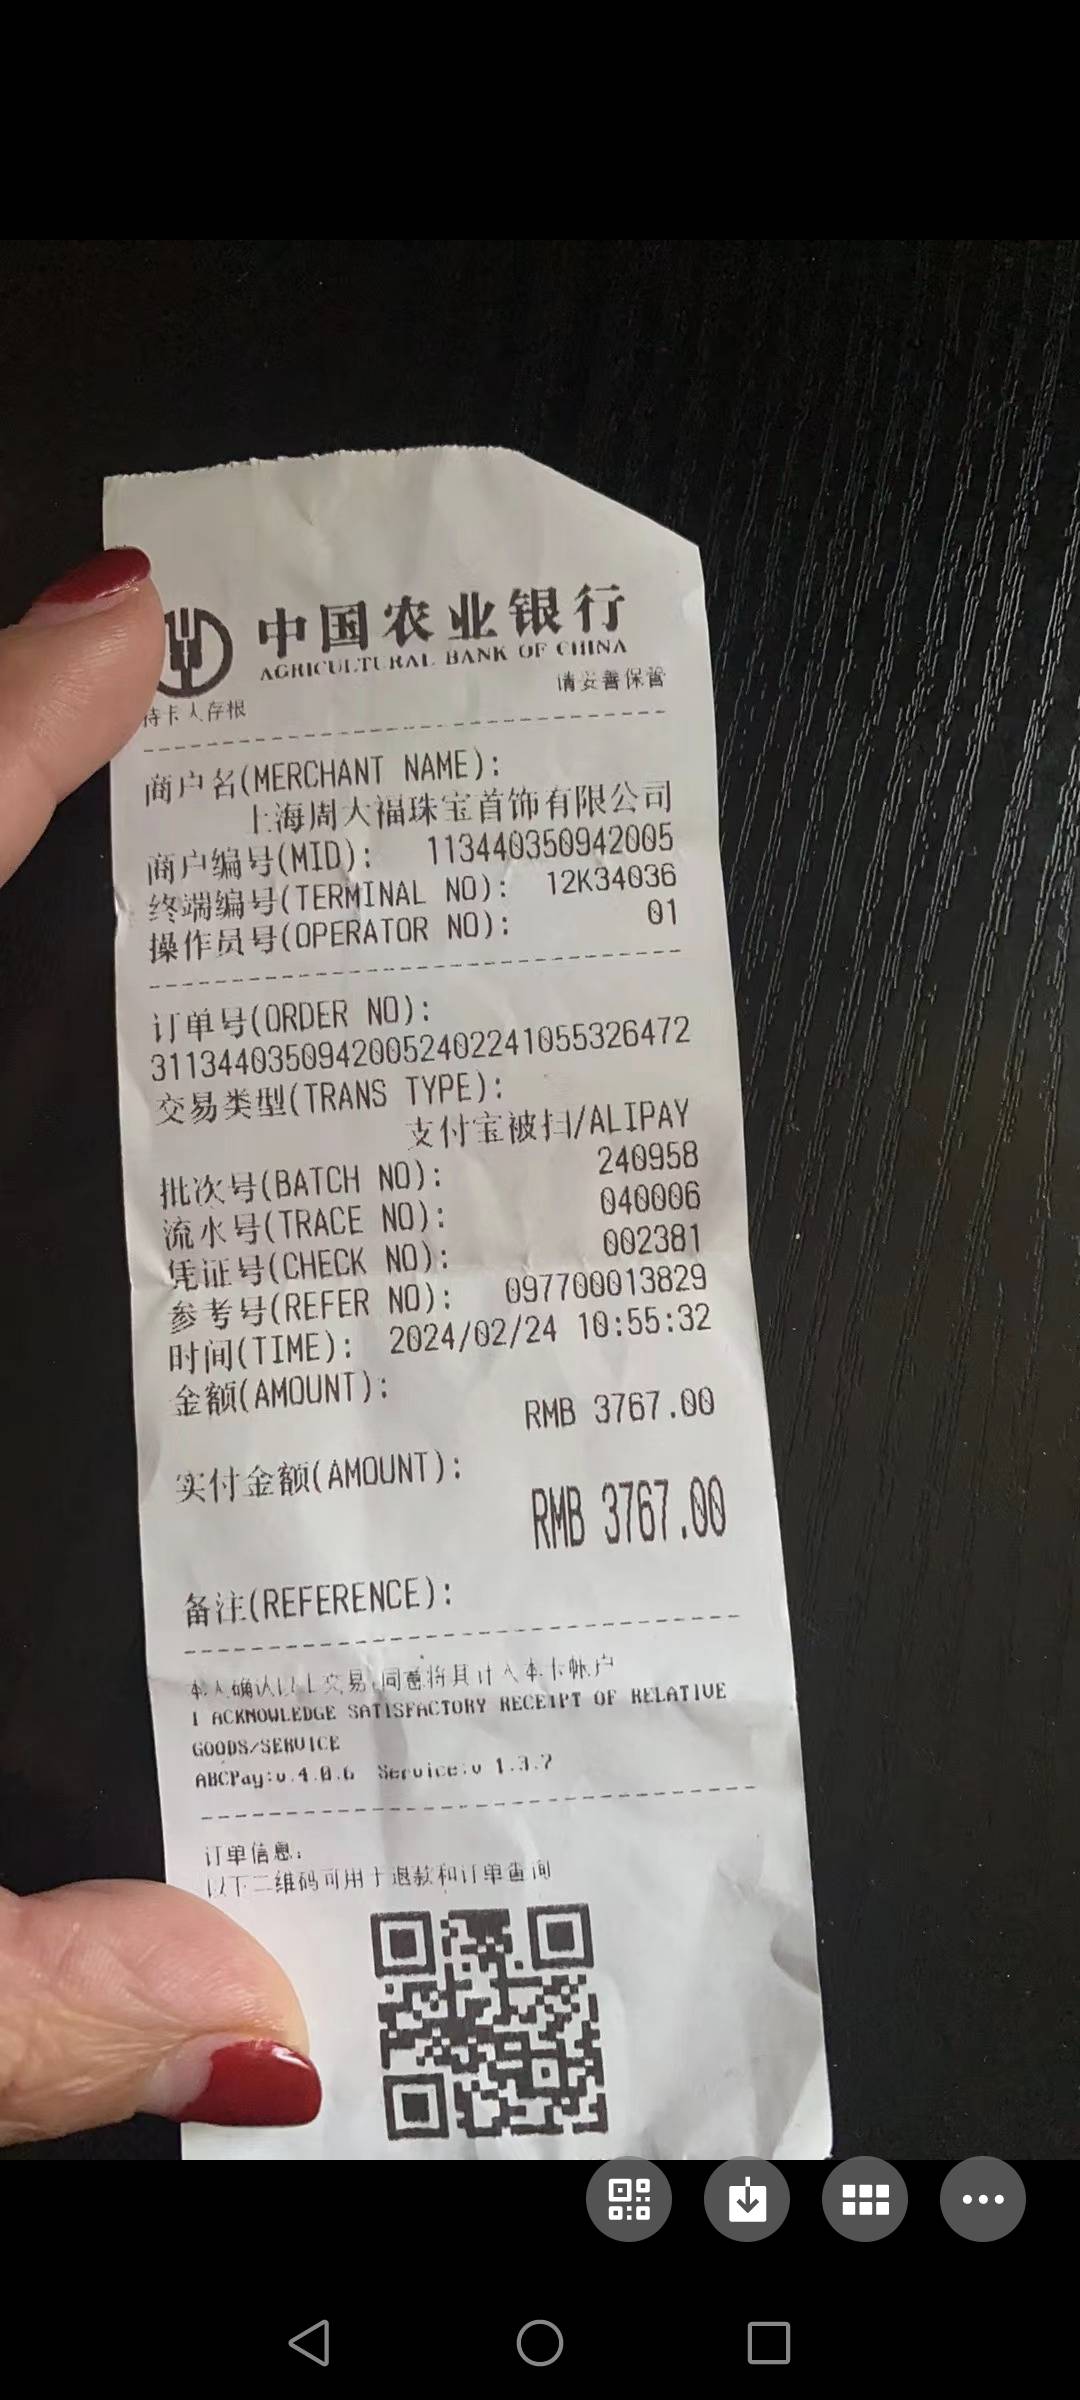 中国农业银行
AGRICULTURAL BANK OF CHINA
持卡人存根 请妥善保管
商户名(MERCHANT NAME):
上海周大福珠宝首饰有限公司
商户编号(MID): 113440350942005
终端编号(TERMINAL NO): 12K34036
操作员号(OPERATOR NO): 01
订单号(ORDER NO):
31134403509420052402241055326472
交易类型(TRANS TYPE):
支付宝被扫/ALIPAY
批次号(BATCH NO): 240958
流水号(TRACE NO): 040006
凭证号(CHECK NO): 002381
参考号(REFER NO): 097700013829
时间(TIME): 2024/02/24 10:55:32
金额(AMOUNT):
RMB 3767.00
实付金额(AMOUNT):
RMB 3767.00
备注(REFERENCE):
本人确认以上交易,同意将其计入本卡帐户
I ACKNOWLEDGE SATISFACTORY RECEIPT OF RELATIVE
GOODS/SERVICE
ABCPay:v.4.0.6 Service:v 1.3.7
订单信息:
以下二维码可用于退款和订单查询